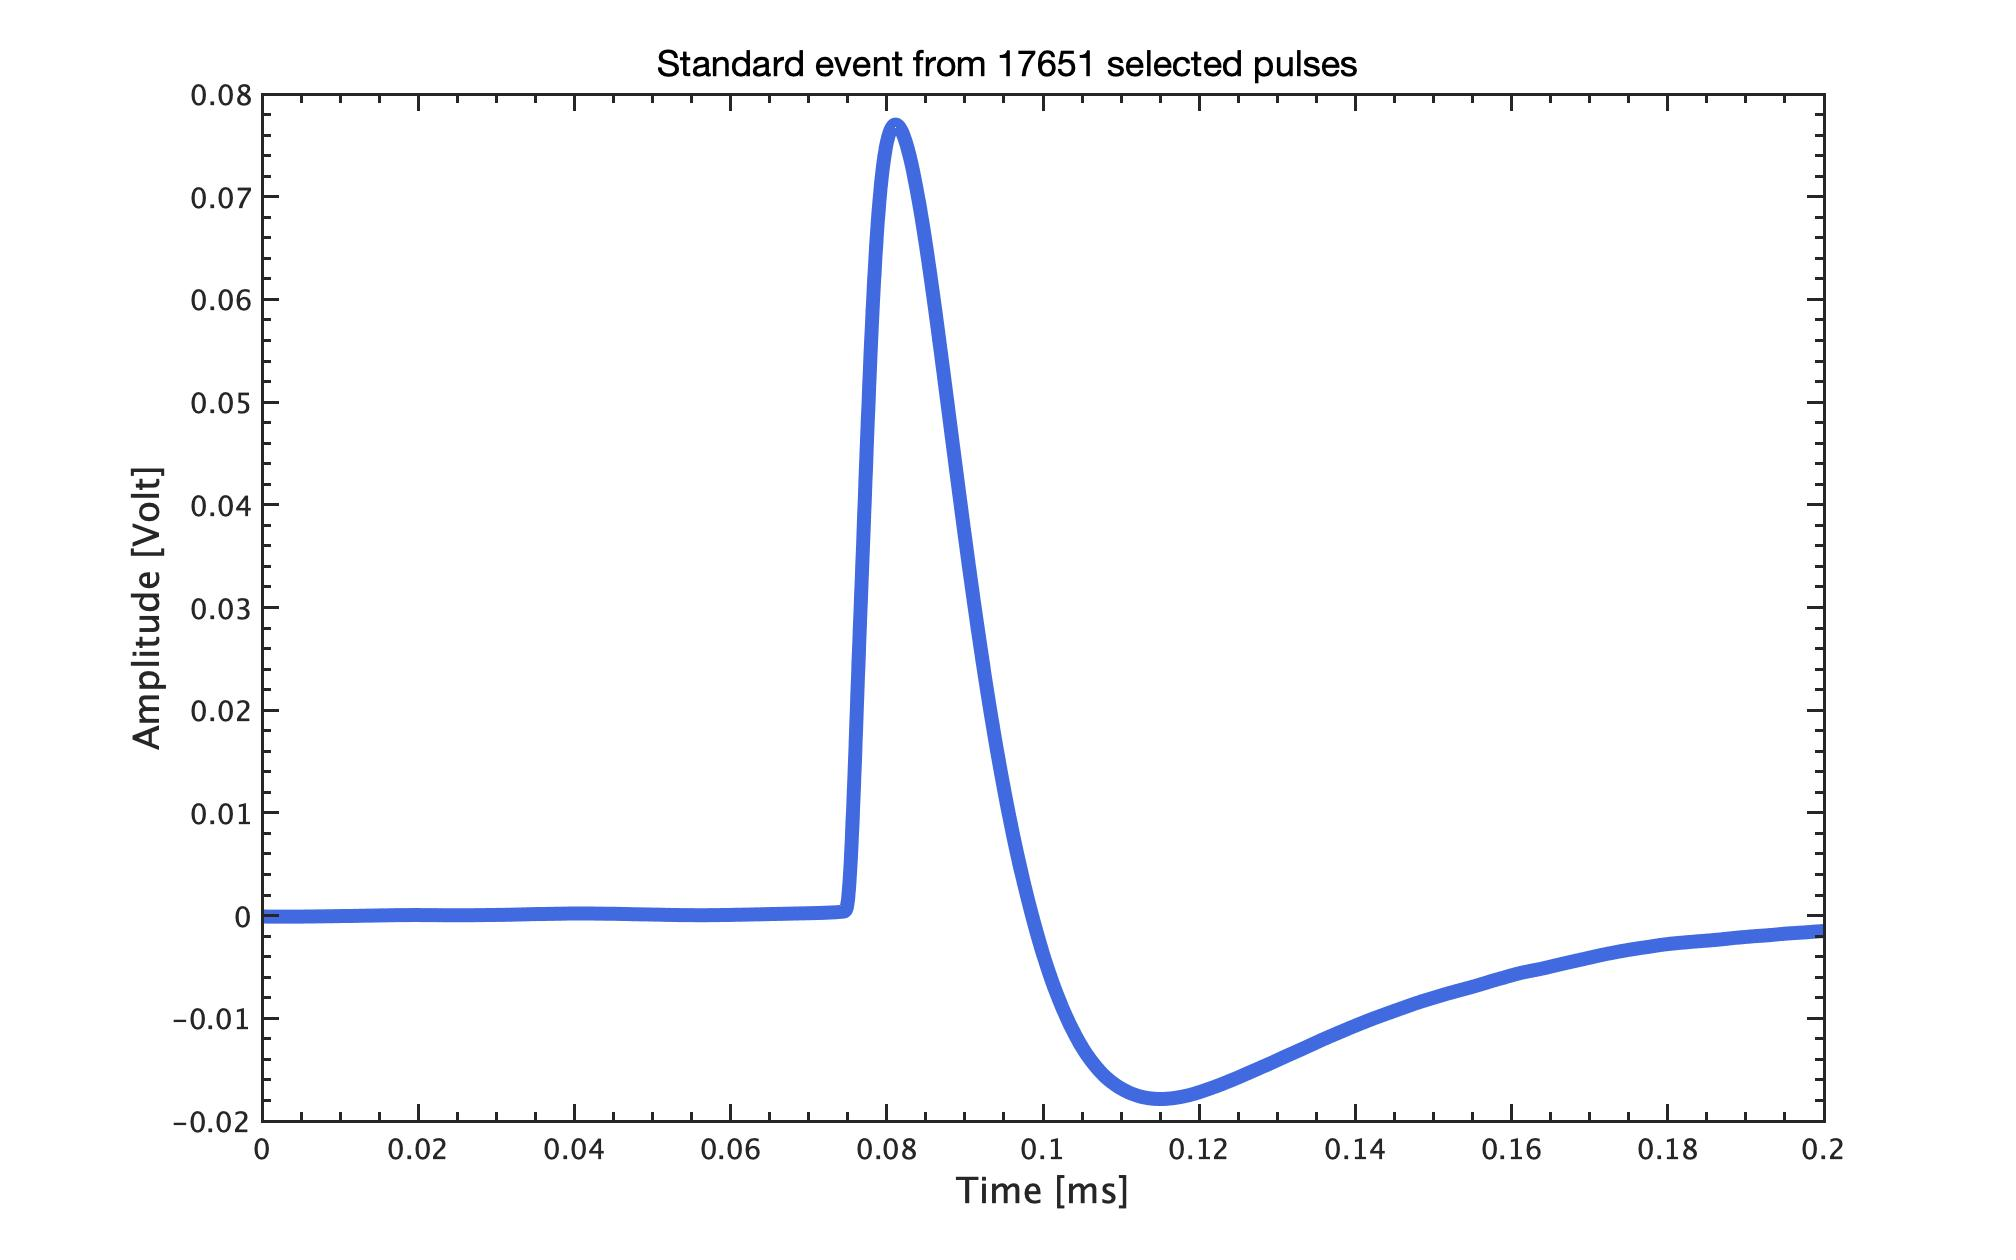 Standard event from 17651 selected pulses
0.08
0.07
0.06
0.05
0.04
0.03
0.02
0.01
0
−0.01
−0.02
Amplitude [Volt]
0 0.02 0.04 0.06 0.08 0.1 0.12 0.14 0.16 0.18 0.2
Time [ms]